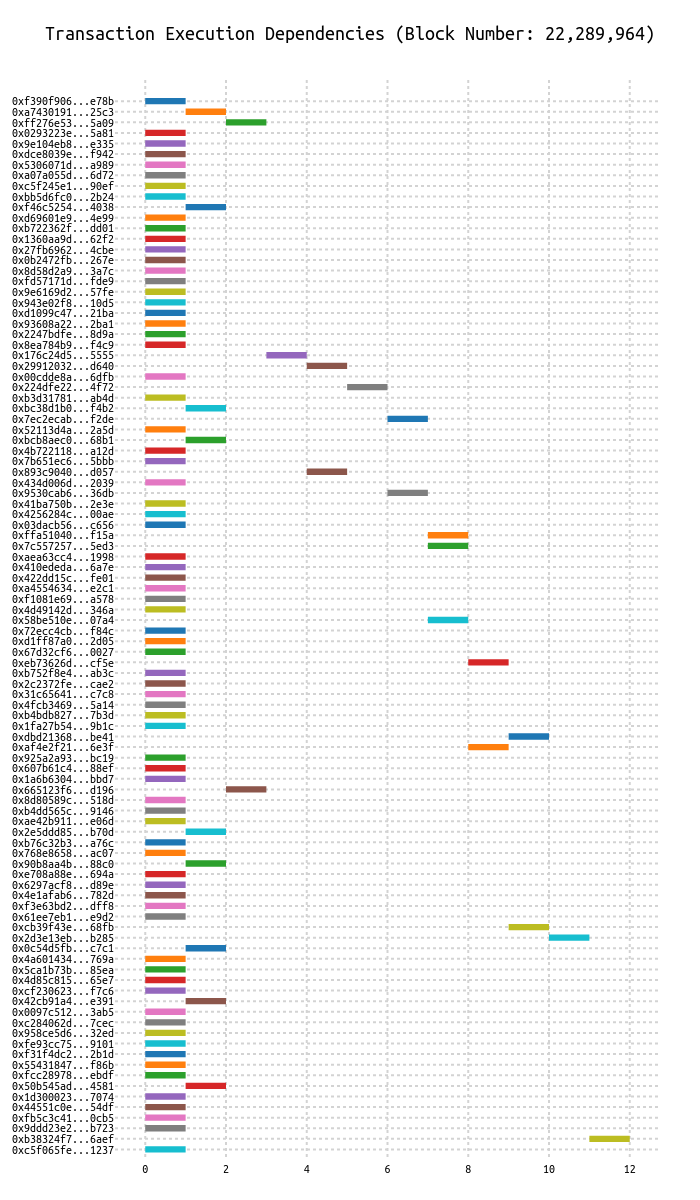 Transaction Execution Dependencies (Block Number: 22,289,964)
0xf390f906...e78b
0xa7430191...25c3
0xff276e53...5a09
0x0293223e...5a81
0x9e104eb8...e335
0xdce8039e...f942
0x5306071d...a989
0xa07a055d...6d72
0xc5f245e1...90ef
0xbb5d6fc0...2b24
0xf46c5254...4038
0xd69601e9...4e99
0xb722362f...dd01
0x1360aa9d...62f2
0x27fb6962...4cbe
0x0b2472fb...267e
0x8d58d2a9...3a7c
0xfd57171d...fde9
0x9e6169d2...57fe
0x943e02f8...10d5
0xd1099c47...21ba
0x93608a22...2ba1
0x2247bdfe...8d9a
0x8ea784b9...f4c9
0x176c24d5...5555
0x29912032...d640
0x00cdde8a...6dfb
0x224dfe22...4f72
0xb3d31781...ab4d
0xbc38d1b0...f4b2
0x7ec2ecab...f2de
0x52113d4a...2a5d
0xbcb8aec0...68b1
0x4b722118...a12d
0x7b651ec6...5bbb
0x893c9040...d057
0x434d006d...2039
0x9530cab6...36db
0x41ba750b...2e3e
0x4256284c...00ae
0x03dacb56...c656
0xffa51040...f15a
0x7c557257...5ed3
0xaea63cc4...1998
0x410ededa...6a7e
0x422dd15c...fe01
0xa4554634...e2c1
0xf1081e69...a578
0x4d49142d...346a
0x58be510e...07a4
0x72ecc4cb...f84c
0xd1ff87a0...2d05
0x67d32cf6...0027
0xeb73626d...cf5e
0xb752f8e4...ab3c
0x2c2372fe...cae2
0x31c65641...c7c8
0x4fcb3469...5a14
0xb4bdb827...7b3d
0x1fa27b54...9b1c
0xdbd21368...be41
0xaf4e2f21...6e3f
0x925a2a93...bc19
0x607b61c4...88ef
0x1a6b6304...bbd7
0x665123f6...d196
0x8d80589c...518d
0xb4dd565c...9146
0xae42b911...e06d
0x2e5ddd85...b70d
0xb76c32b3...a76c
0x768e8658...ac07
0x90b8aa4b...88c0
0xe708a88e...694a
0x6297acf8...d89e
0x4e1afab6...782d
0xf3e63bd2...dff8
0x61ee7eb1...e9d2
0xcb39f43e...68fb
0x2d3e13eb...b285
0x0c54d5fb...c7c1
0x4a601434...769a
0x5ca1b73b...85ea
0x4d85c815...65e7
0xcf230623...f7c6
0x42cb91a4...e391
0x0097c512...3ab5
0xc284062d...7cec
0x958ce5d6...32ed
0xfe93cc75...9101
0xf31f4dc2...2b1d
0x55431847...f86b
0xfcc28978...ebdf
0x50b545ad...4581
0x1d300023...7074
0x44551c0e...54df
0xfb5c3c41...0cb5
0x9ddd23e2...b723
0xb38324f7...6aef
0xc5f065fe...1237
0 2 4 6 8 10 12